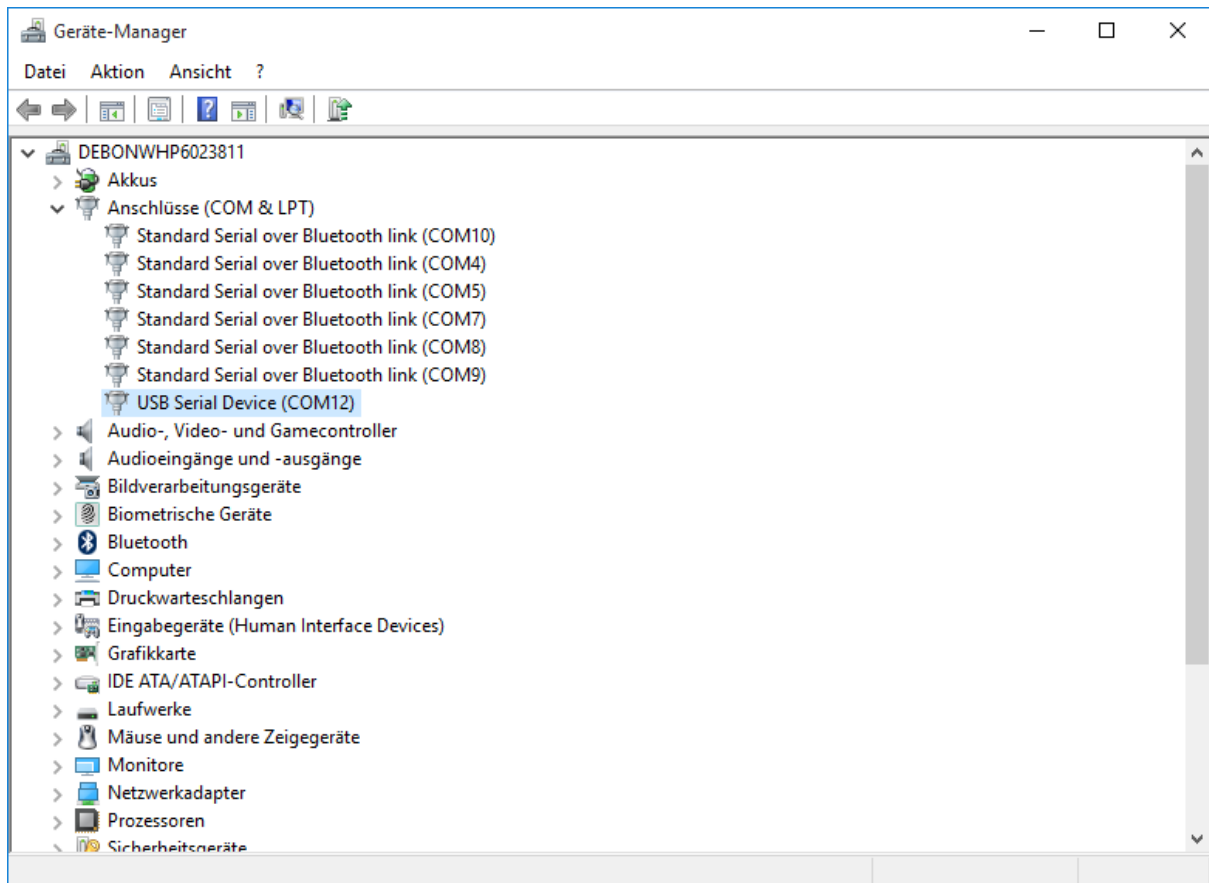 Geräte-Manager
Datei Aktion Ansicht ?
DEBONWHP6023811
Akkus
Anschlüsse (COM & LPT)
Standard Serial over Bluetooth link (COM10)
Standard Serial over Bluetooth link (COM4)
Standard Serial over Bluetooth link (COM5)
Standard Serial over Bluetooth link (COM7)
Standard Serial over Bluetooth link (COM8)
Standard Serial over Bluetooth link (COM9)
USB Serial Device (COM12)
Audio-, Video- und Gamecontroller
Audioeingänge und -ausgänge
Bildverarbeitungsgeräte
Biometrische Geräte
Bluetooth
Computer
Druckwarteschlangen
Eingabegeräte (Human Interface Devices)
Grafikkarte
IDE ATA/ATAPI-Controller
Laufwerke
Mäuse und andere Zeigegeräte
Monitore
Netzwerkadapter
Prozessoren
Sicherheitsgeräte